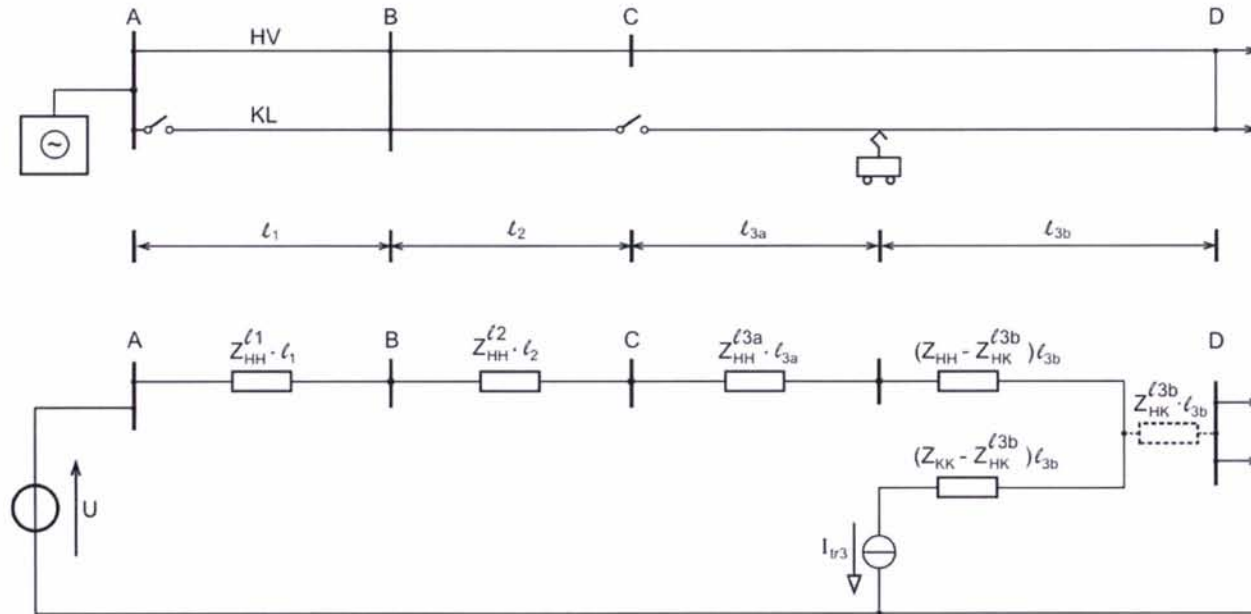 A B C D
HV
KL
~
ℓ1 ℓ2 ℓ3a ℓ3b
A B C D
Z_HH^ℓ1 · ℓ1 Z_HH^ℓ2 · ℓ2 Z_HH^ℓ3a · ℓ3a (Z_HH - Z_HK^ℓ3b) ℓ3b
Z_HK^ℓ3b · ℓ3b
(Z_KK - Z_HK^ℓ3b) ℓ3b
U
I_tr3